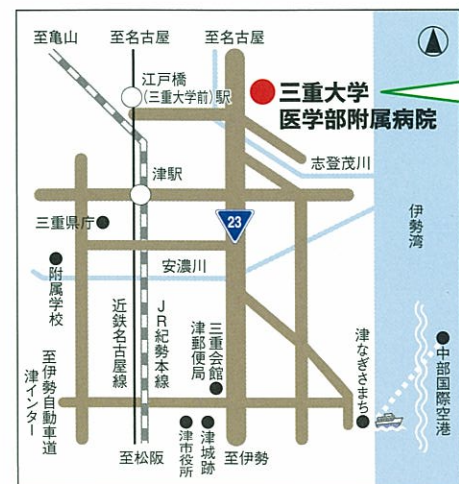 至亀山
至名古屋
至名古屋
江戸橋
(三重大学前)駅
三重大学
医学部附属病院
志登茂川
津駅
三重県庁
23
伊勢湾
附属学校
安濃川
近鉄名古屋線
JR紀勢本線
三重会館
津郵便局
至伊勢自動車道
津インター
津なぎさまち
中部国際空港
至松阪
津市役所
津城跡
至伊勢